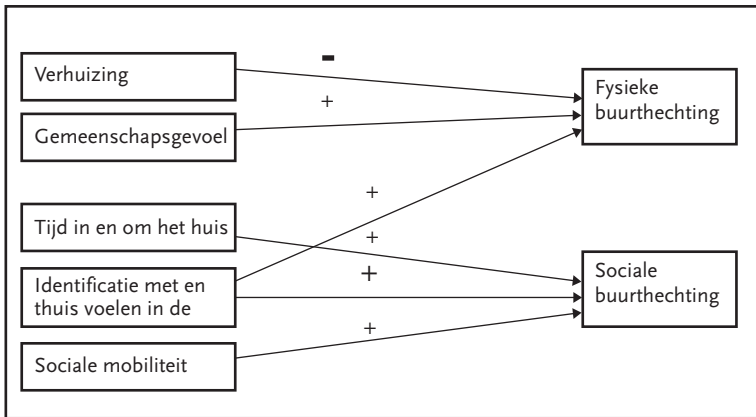 Verhuizing
-
Fysieke
buurthechting
+
Gemeenschapsgevoel
+
Tijd in en om het huis
+
+
Identificatie met en
thuis voelen in de
Sociale
buurthechting
+
Sociale mobiliteit